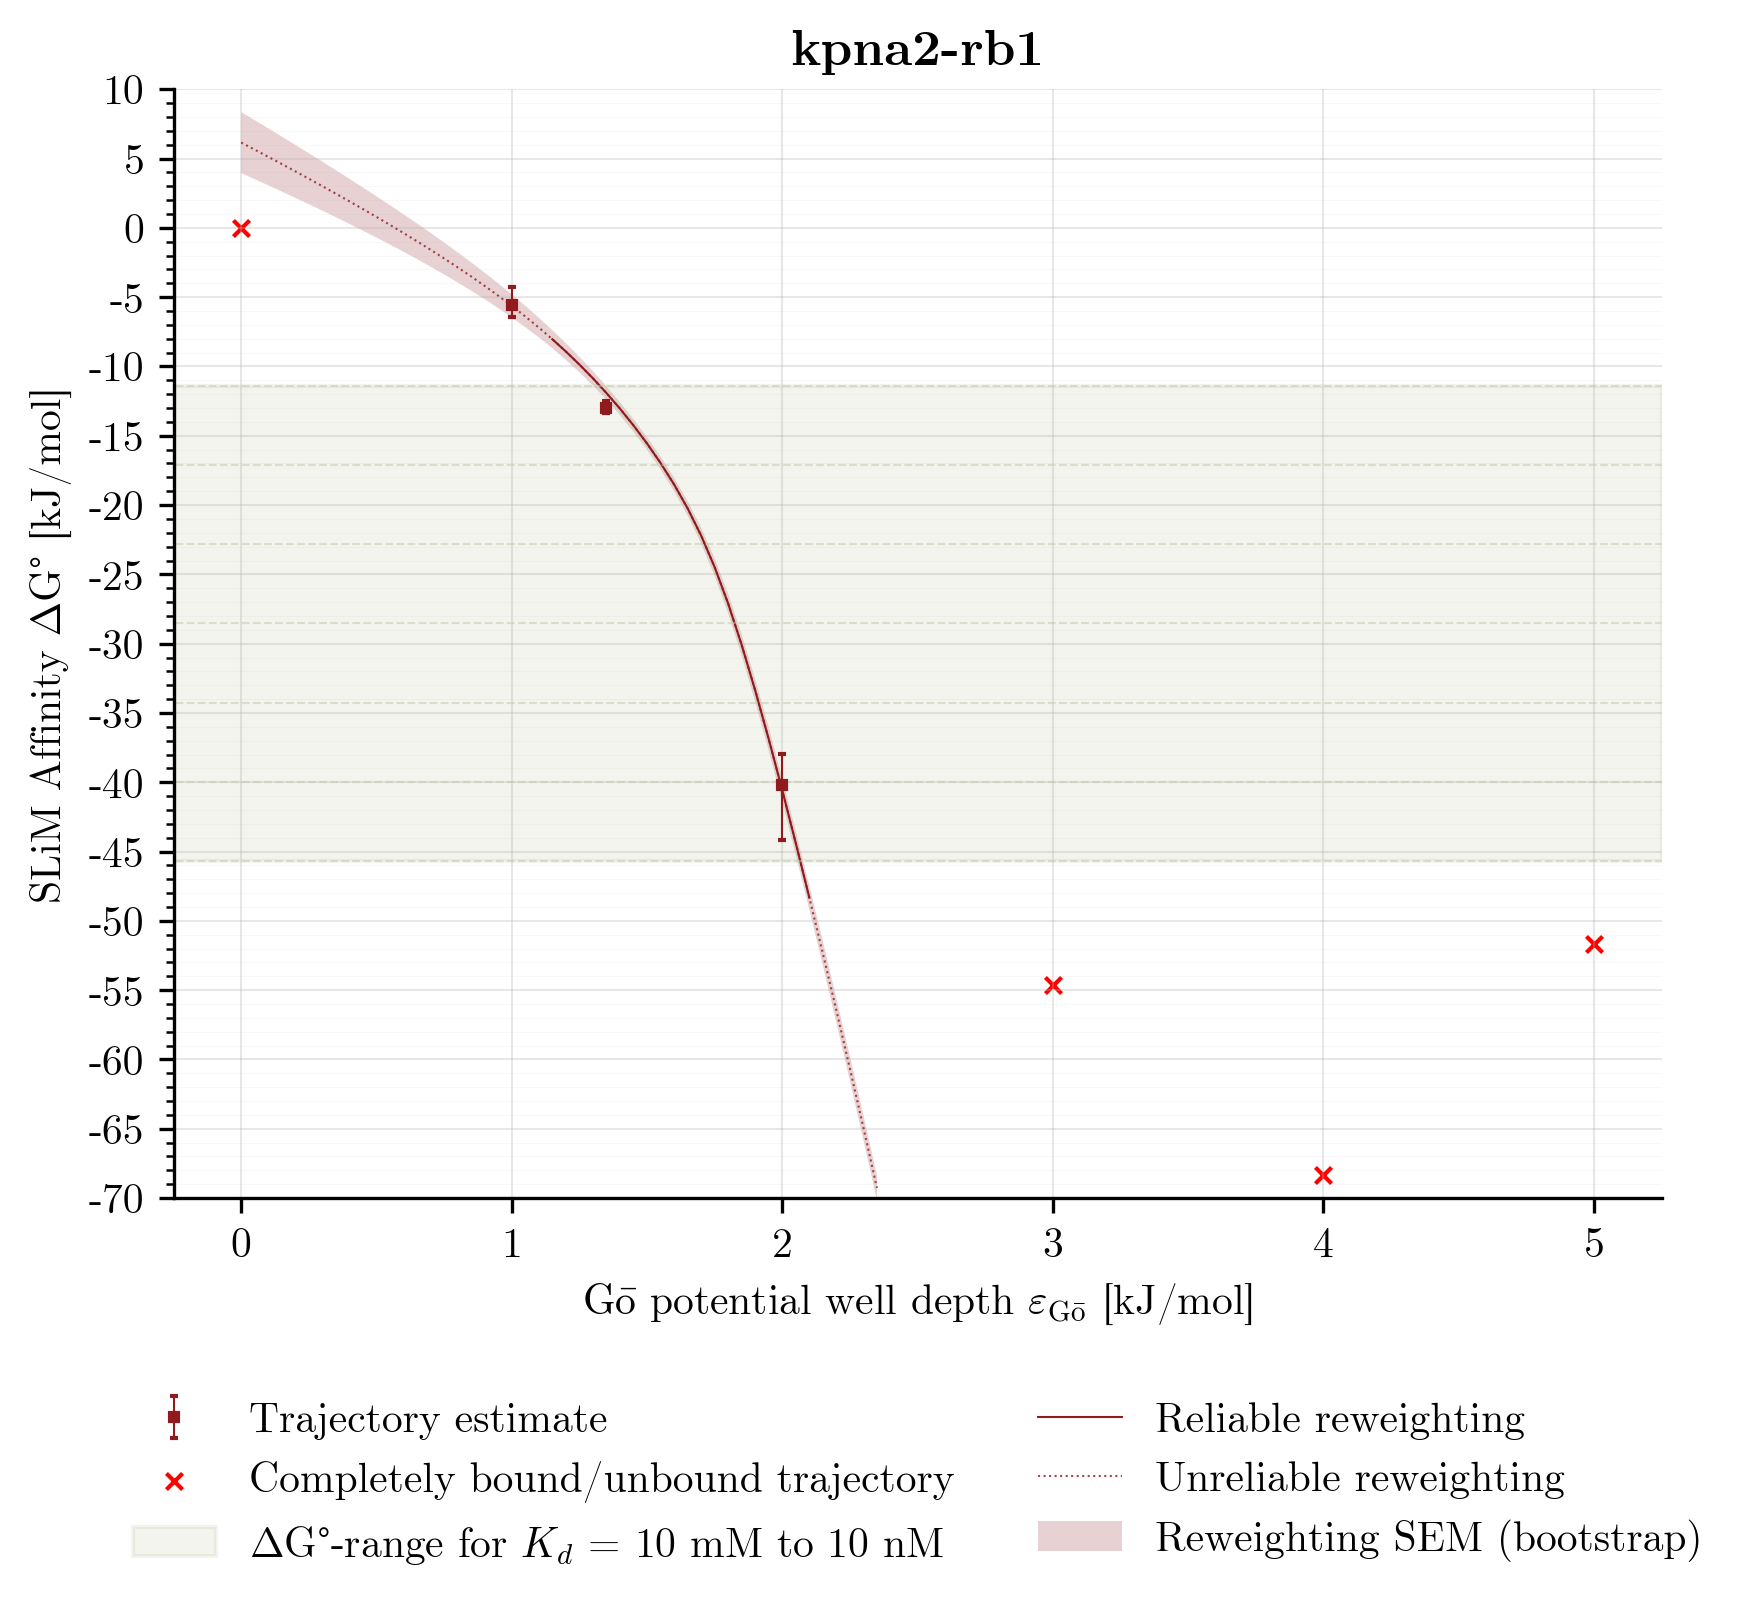 kpna2-rb1
10
5
0
-5
-10
-15
-20
-25
-30
-35
-40
-45
-50
-55
-60
-65
-70
SLiM Affinity ΔG° [kJ/mol]
0 1 2 3 4 5
Gō potential well depth ε_Gō [kJ/mol]
Trajectory estimate
Completely bound/unbound trajectory
ΔG°-range for K_d = 10 mM to 10 nM
Reliable reweighting
Unreliable reweighting
Reweighting SEM (bootstrap)